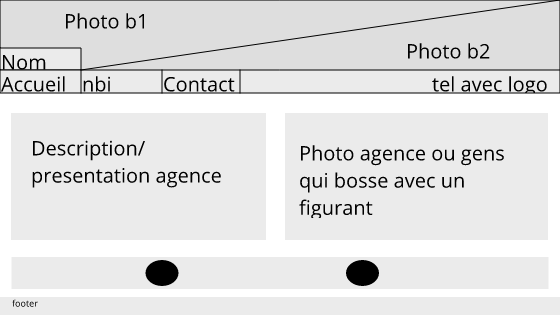 Photo b1
Photo b2
Nom
Accueil nbi Contact tel avec logo
Description/
presentation agence
Photo agence ou gens
qui bosse avec un
figurant
footer